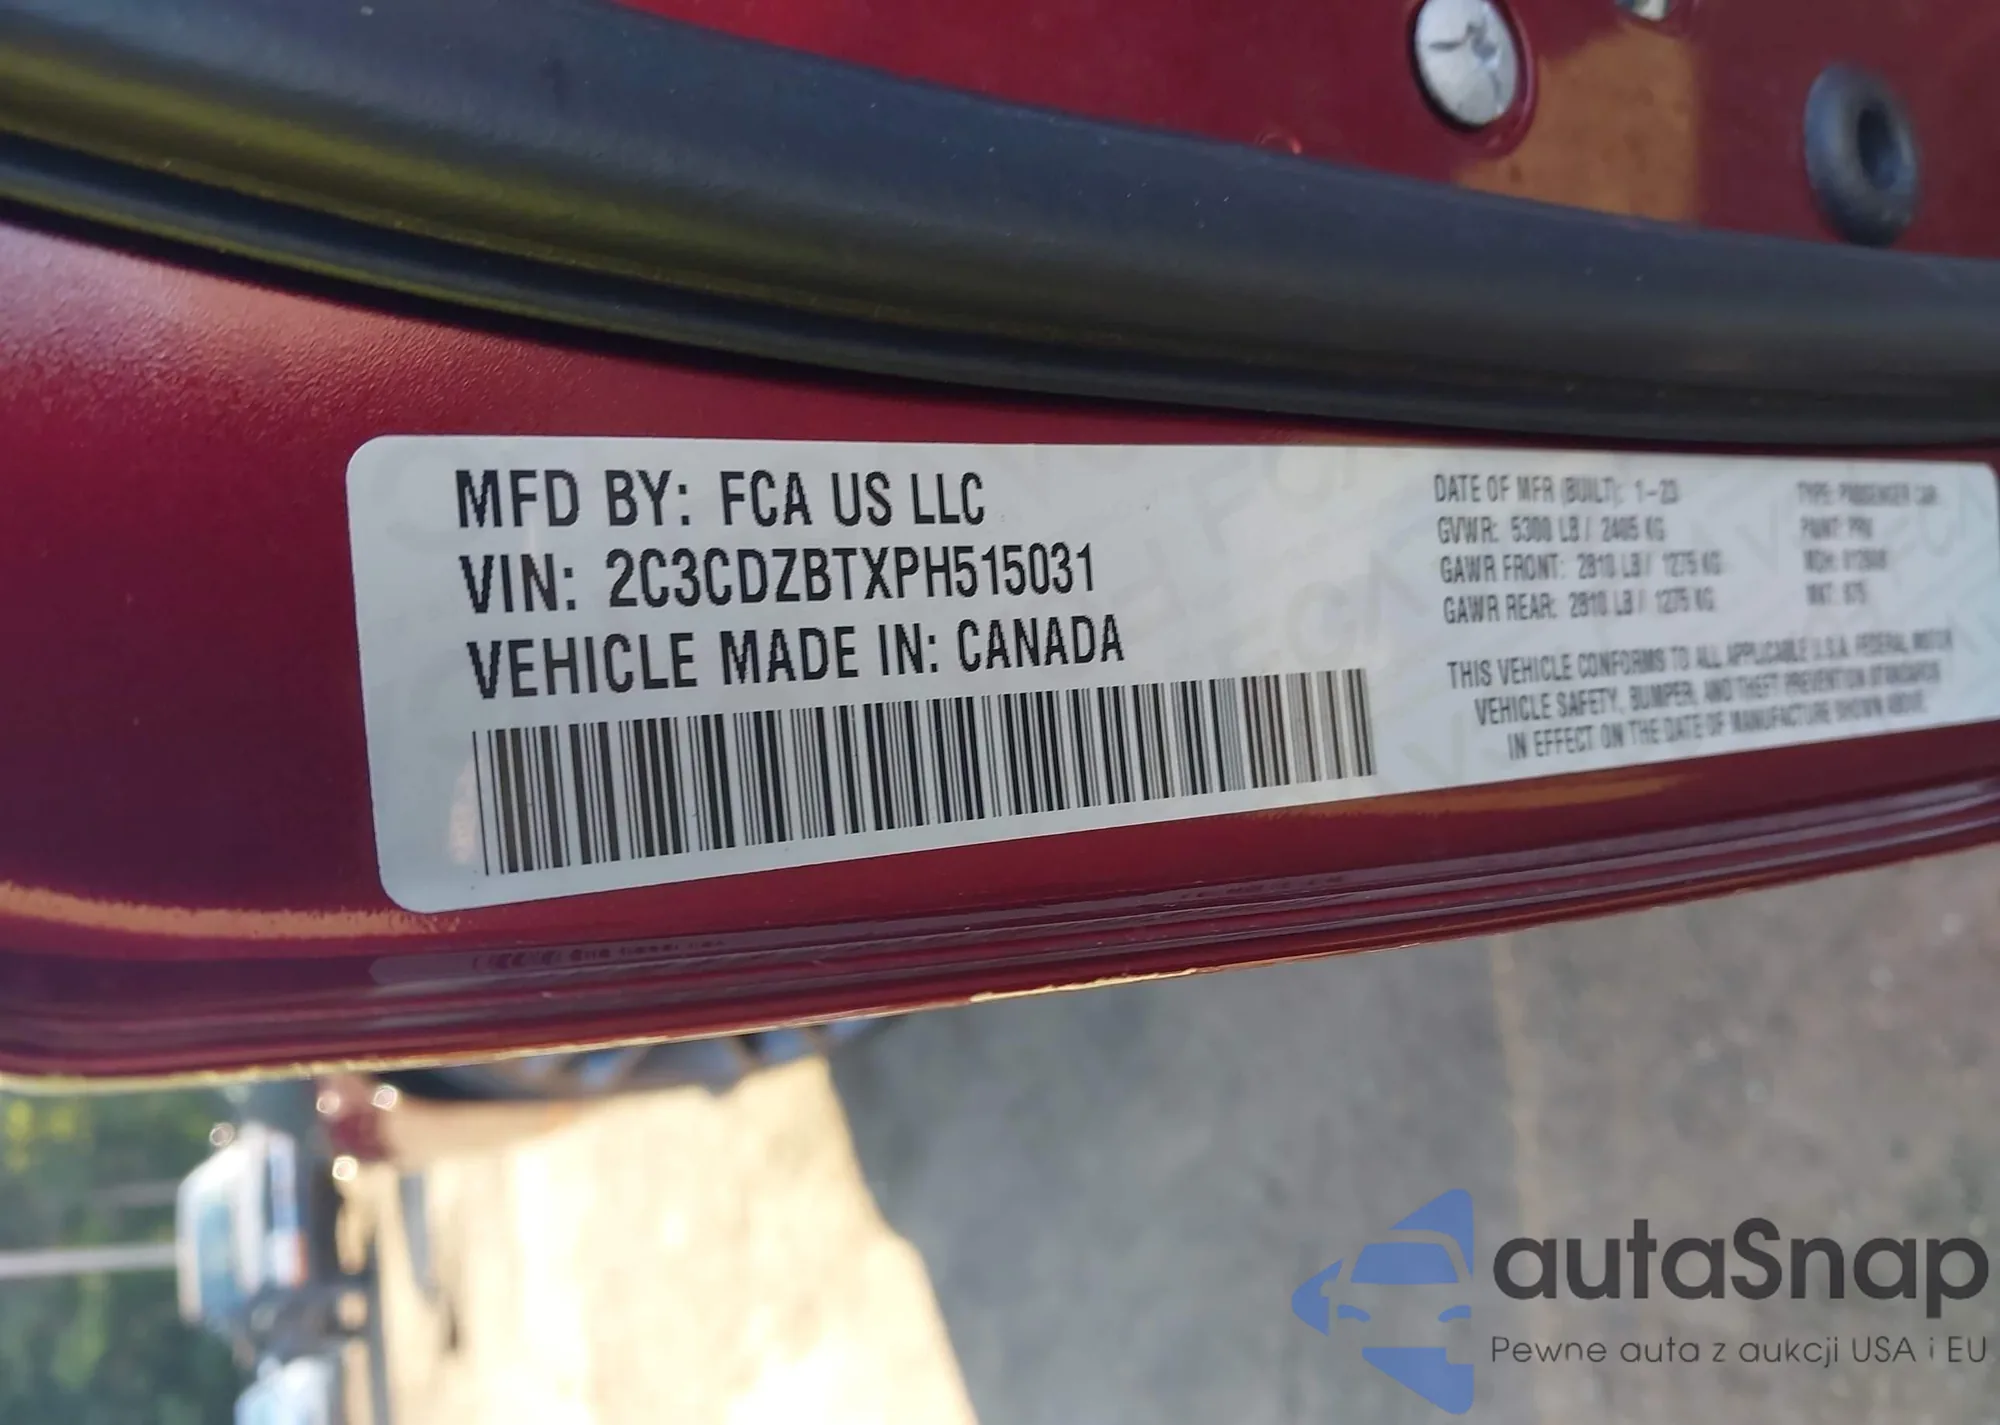 MFD BY: FCA US LLC
VIN: 2C3CDZBTXPH515031
VEHICLE MADE IN: CANADA
DATE OF MFR (BUILT): 1-23
GVWR: 5300 LB / 2405 KG
GAWR FRONT: 2810 LB / 1275 KG
GAWR REAR: 2810 LB / 1275 KG
TYPE: PASSENGER CAR
PAINT: PRV
MDH:
VEHICLE CONFORMS TO ALL APPLICABLE U.S.A. FEDERAL MOTOR
VEHICLE SAFETY, BUMPER, AND THEFT PREVENTION STANDARDS
IN EFFECT ON THE DATE OF MANUFACTURE SHOWN ABOVE
autaSnap
Pewne auta z aukcji USA i EU